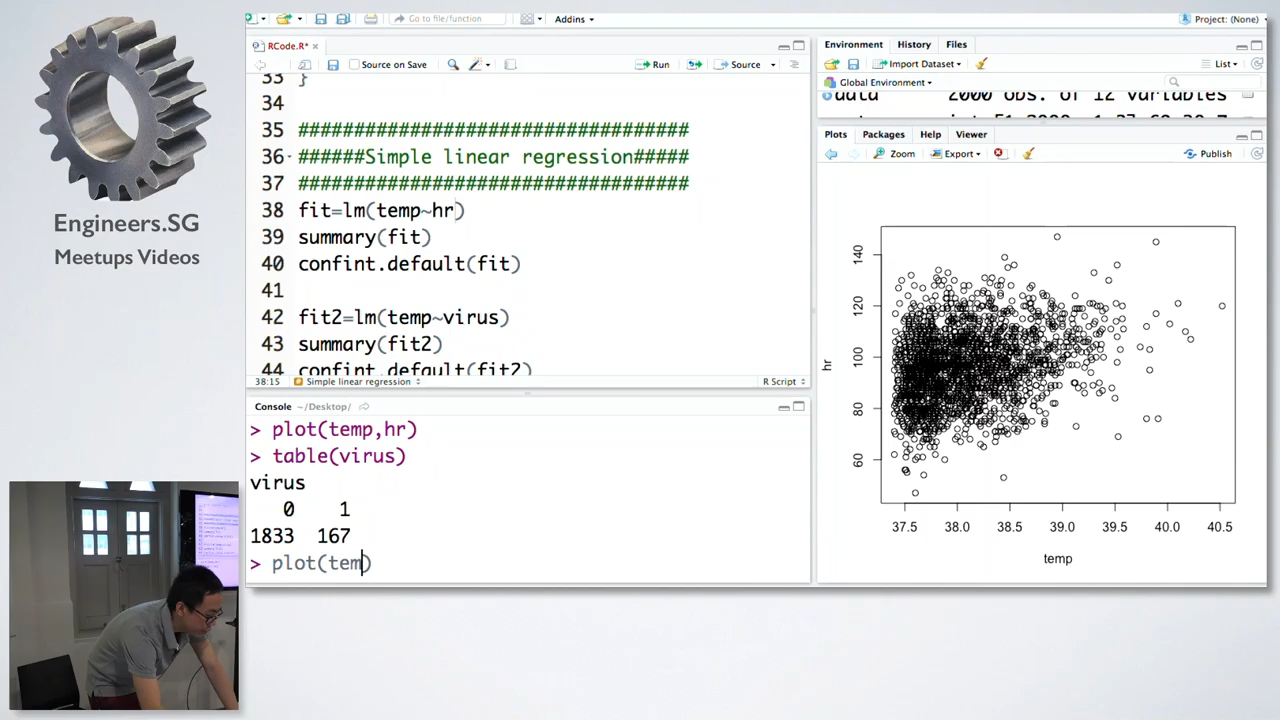 Engineers.SG
Meetups Videos
Go to file/function
Addins
Project: (None)
RCode.R*
Source on Save
Run
Source
33 }
34
35 ###################################
36 ######Simple linear regression#####
37 ###################################
38 fit=lm(temp~hr)
39 summary(fit)
40 confint.default(fit)
41
42 fit2=lm(temp~virus)
43 summary(fit2)
44 confint.default(fit2)
38:15 Simple linear regression R Script
Console ~/Desktop/
> plot(temp,hr)
> table(virus)
virus
0 1
1833 167
> plot(tem)
Environment History Files
Import Dataset List
Global Environment
data 2000 obs. of 12 variables
Plots Packages Help Viewer
Zoom Export Publish
140
120
100
80
60
hr
37.5 38.0 38.5 39.0 39.5 40.0 40.5
temp